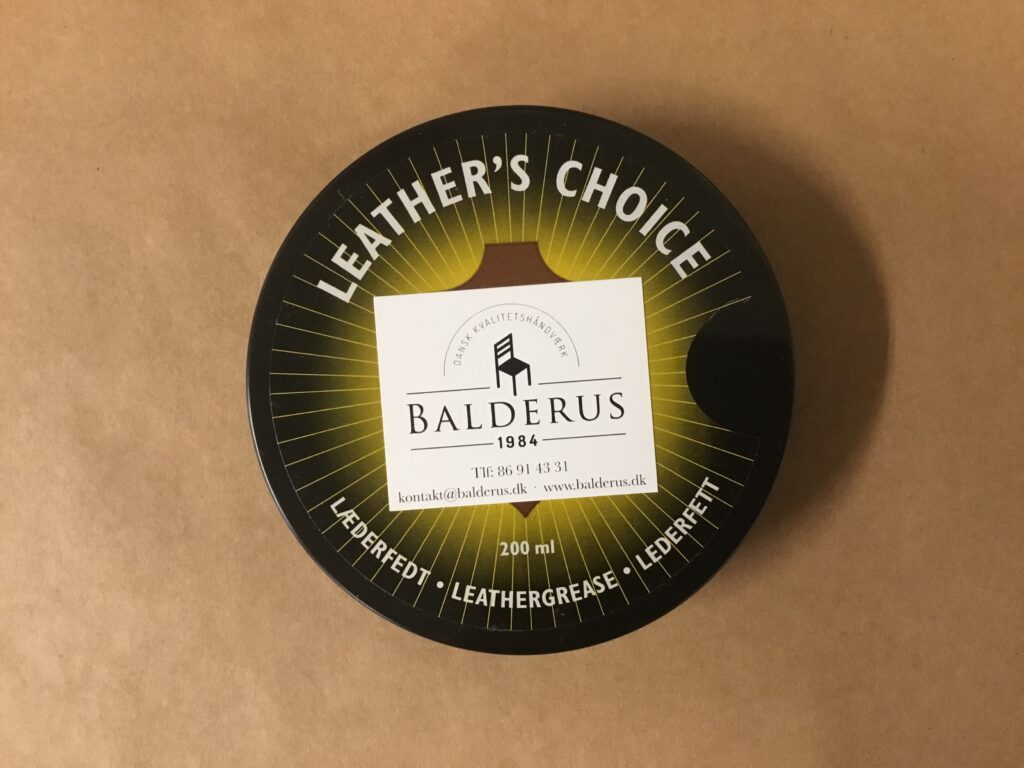 LEATHER'S CHOICE
DANSK KVALITETSHÅNDVÆRK
BALDERUS
1984
Tlf: 86 91 43 31
kontakt@balderus.dk · www.balderus.dk
200 ml
LÆDERFEDT • LEATHERGREASE • LEDERFETT